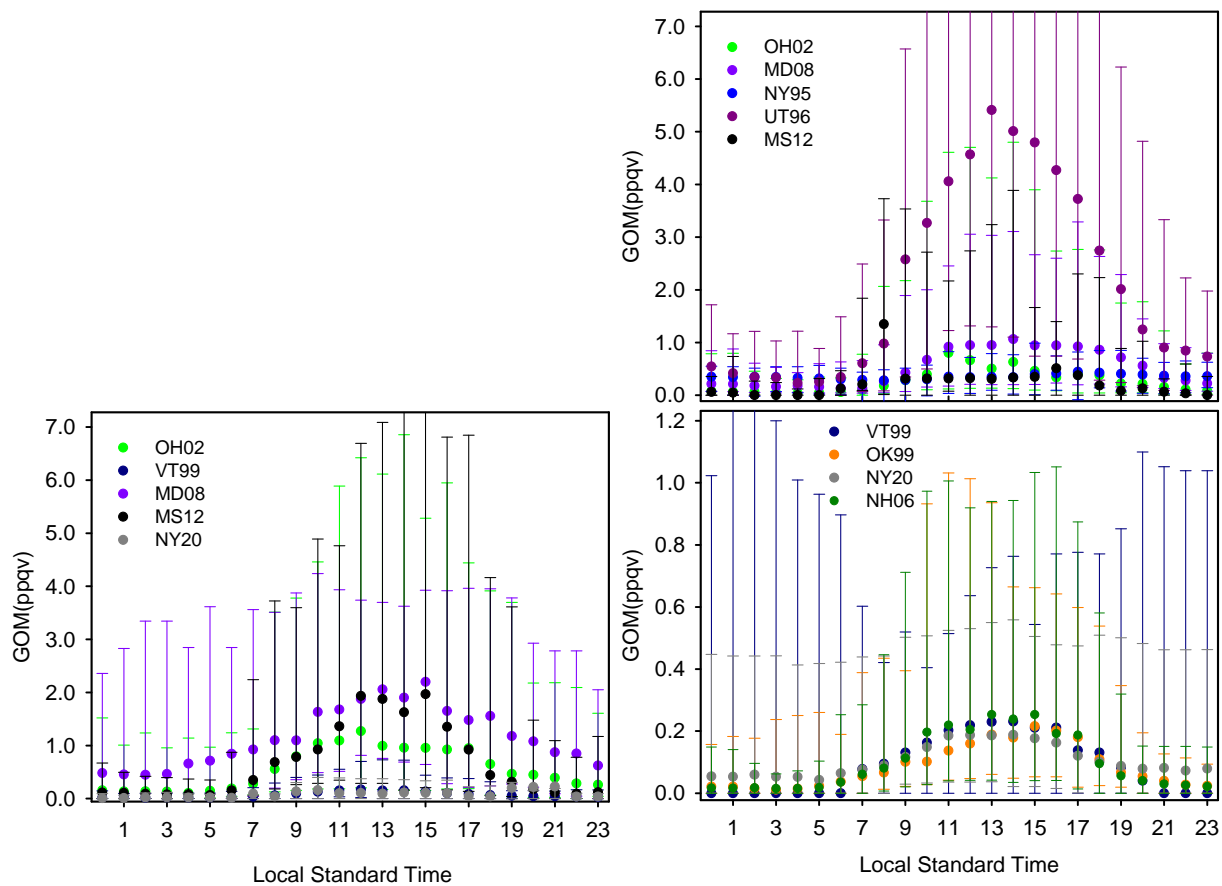 7.0
6.0
5.0
4.0
3.0
2.0
1.0
0.0
GOM(ppqv)
OH02
MD08
NY95
UT96
MS12
7.0
6.0
5.0
4.0
3.0
2.0
1.0
0.0
GOM(ppqv)
OH02
VT99
MD08
MS12
NY20
1 3 5 7 9 11 13 15 17 19 21 23
Local Standard Time
1.2
1.0
0.8
0.6
0.4
0.2
0.0
GOM(ppqv)
VT99
OK99
NY20
NH06
1 3 5 7 9 11 13 15 17 19 21 23
Local Standard Time